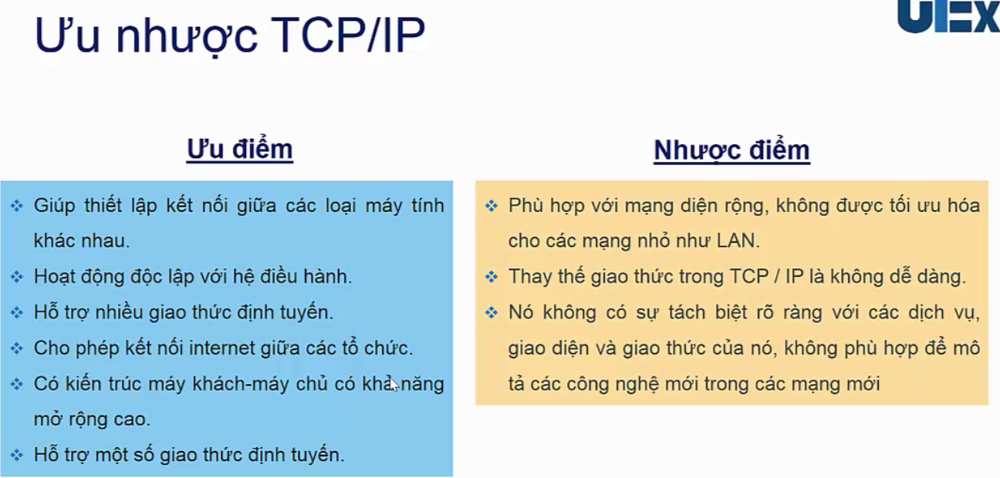 Ưu nhược TCP/IP
UEx
Ưu điểm
❖ Giúp thiết lập kết nối giữa các loại máy tính
khác nhau.
❖ Hoạt động độc lập với hệ điều hành.
❖ Hỗ trợ nhiều giao thức định tuyến.
❖ Cho phép kết nối internet giữa các tổ chức.
❖ Có kiến trúc máy khách-máy chủ có khả năng
mở rộng cao.
❖ Hỗ trợ một số giao thức định tuyến.
Nhược điểm
❖ Phù hợp với mạng diện rộng, không được tối ưu hóa
cho các mạng nhỏ như LAN.
❖ Thay thế giao thức trong TCP / IP là không dễ dàng.
❖ Nó không có sự tách biệt rõ ràng với các dịch vụ,
giao diện và giao thức của nó, không phù hợp để mô
tả các công nghệ mới trong các mạng mới